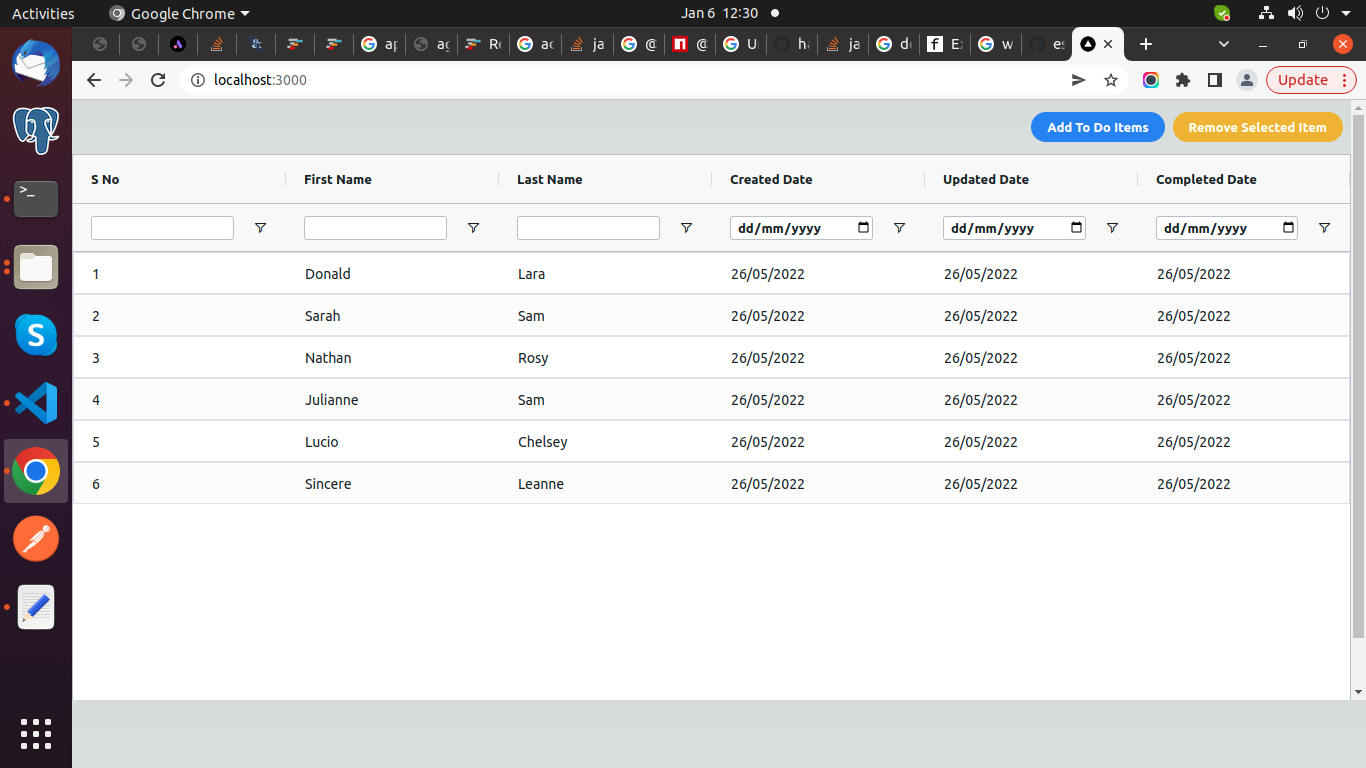 Activities Google Chrome Jan 6 12:30
ap ag Re ac ja @ @ U ha ja de Ex w es
localhost:3000 Update
Add To Do Items Remove Selected Item
S No First Name Last Name Created Date Updated Date Completed Date
dd/mm/yyyy dd/mm/yyyy dd/mm/yyyy
1 Donald Lara 26/05/2022 26/05/2022 26/05/2022
2 Sarah Sam 26/05/2022 26/05/2022 26/05/2022
3 Nathan Rosy 26/05/2022 26/05/2022 26/05/2022
4 Julianne Sam 26/05/2022 26/05/2022 26/05/2022
5 Lucio Chelsey 26/05/2022 26/05/2022 26/05/2022
6 Sincere Leanne 26/05/2022 26/05/2022 26/05/2022